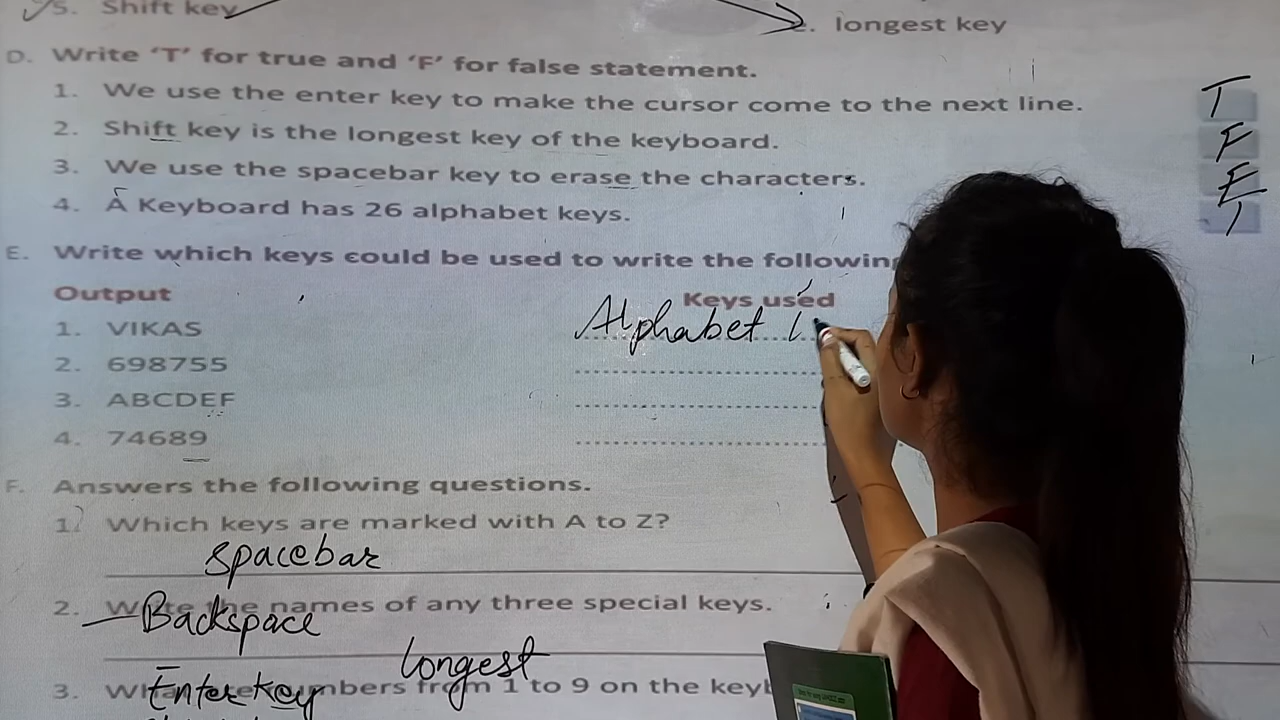 5. Shift key
longest key
D. Write 'T' for true and 'F' for false statement.
1. We use the enter key to make the cursor come to the next line. T
2. Shift key is the longest key of the keyboard. F
3. We use the spacebar key to erase the characters. F
4. A Keyboard has 26 alphabet keys.
E. Write which keys could be used to write the following
Output Keys used
1. VIKAS Alphabet
2. 698755
3. ABCDEF
4. 74689
F. Answers the following questions.
1. Which keys are marked with A to Z?
spacebar
2. Write the names of any three special keys.
Backspace
longest
3. numbers from 1 to 9 on the
Enter key